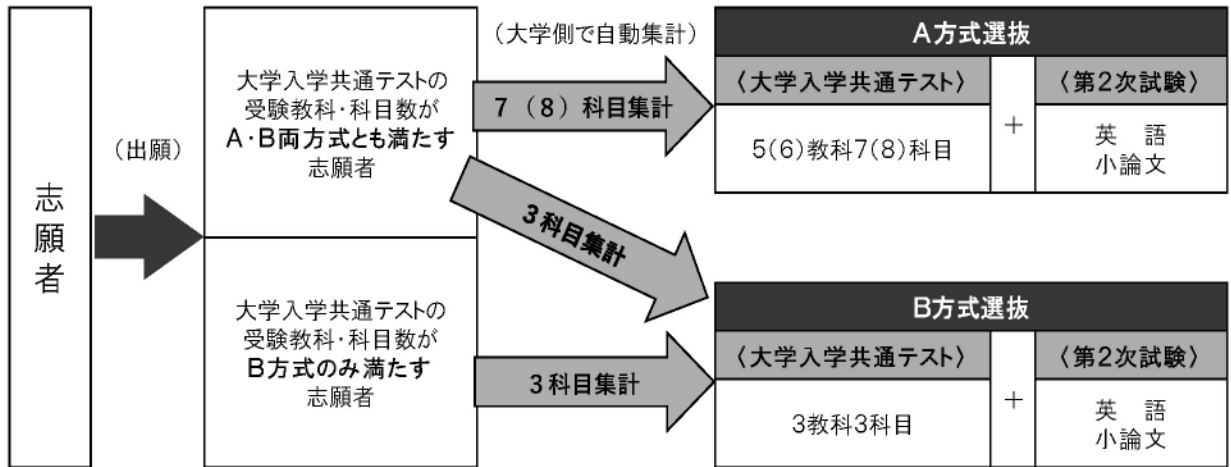 志願者
(出願)
大学入学共通テストの
受験教科・科目数が
A・B両方式とも満たす
志願者
大学入学共通テストの
受験教科・科目数が
B方式のみ満たす
志願者
(大学側で自動集計)
7(8)科目集計
3科目集計
3科目集計
A方式選抜
〈大学入学共通テスト〉
5(6)教科7(8)科目
+
〈第2次試験〉
英 語
小論文
B方式選抜
〈大学入学共通テスト〉
3教科3科目
+
〈第2次試験〉
英 語
小論文